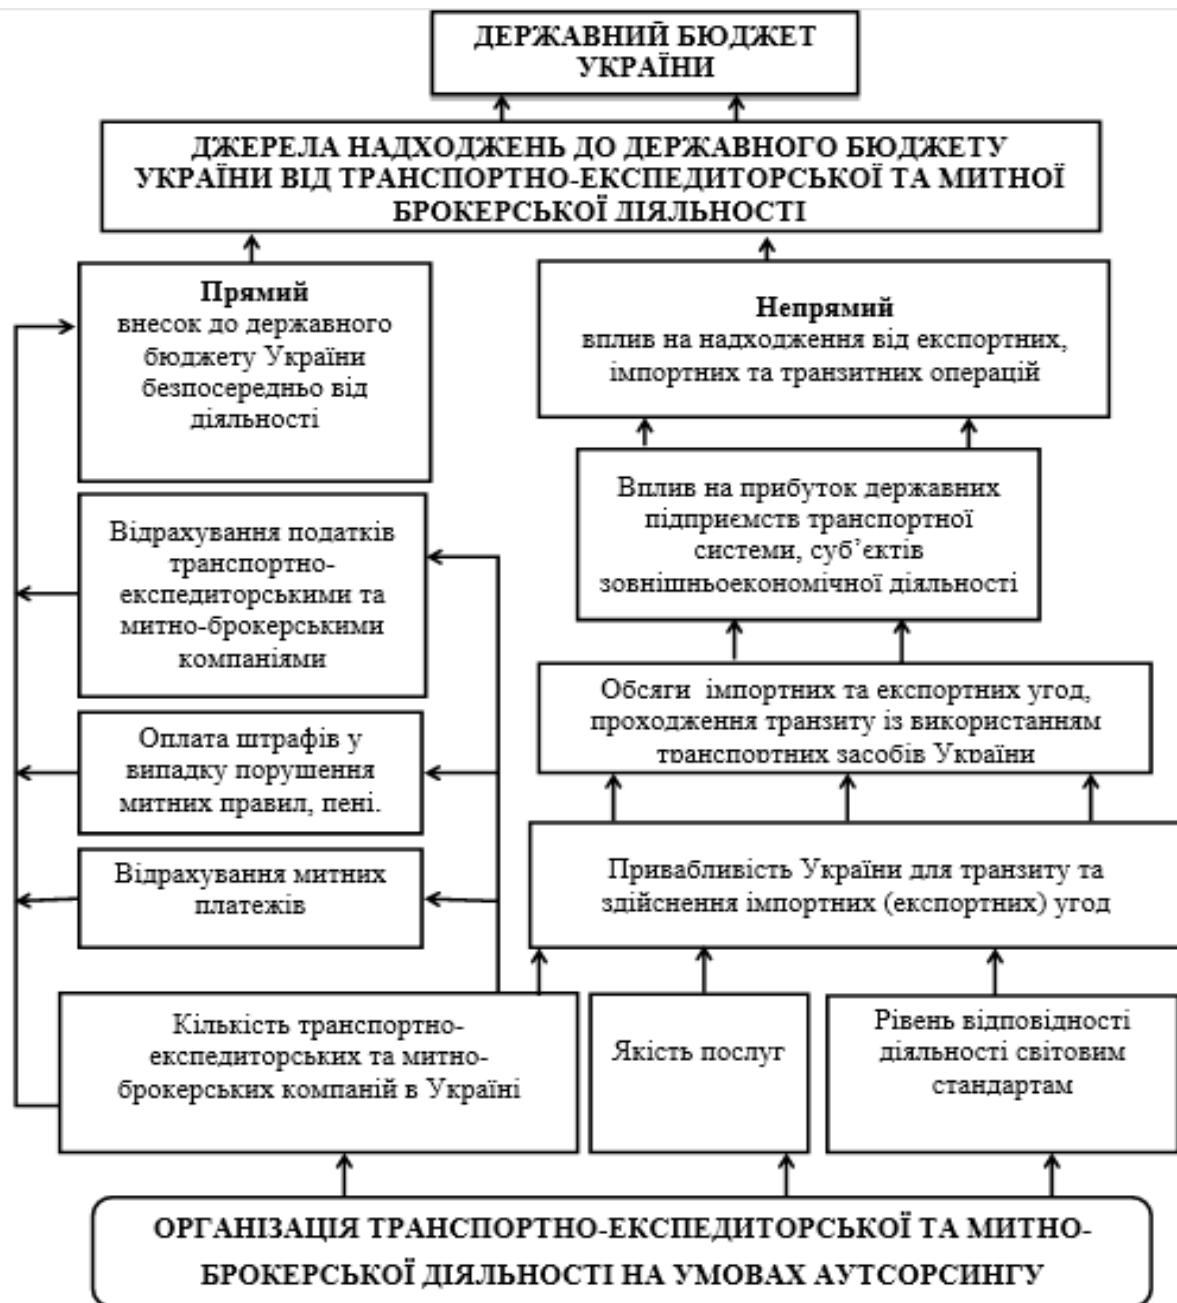 ДЕРЖАВНИЙ БЮДЖЕТ
УКРАЇНИ
ДЖЕРЕЛА НАДХОДЖЕНЬ ДО ДЕРЖАВНОГО БЮДЖЕТУ
УКРАЇНИ ВІД ТРАНСПОРТНО-ЕКСПЕДИТОРСЬКОЇ ТА МИТНОЇ
БРОКЕРСЬКОЇ ДІЯЛЬНОСТІ
Прямий
внесок до державного
бюджету України
безпосередньо від
діяльності
Непрямий
вплив на надходження від експортних,
імпортних та транзитних операцій
Вплив на прибуток державних
підприємств транспортної
системи, суб’єктів
зовнішньоекономічної діяльності
Відрахування податків
транспортно-
експедиторськими та
митно-брокерськими
компаніями
Обсяги імпортних та експортних угод,
проходження транзиту із використанням
транспортних засобів України
Оплата штрафів у
випадку порушення
митних правил, пені.
Відрахування митних
платежів
Привабливість України для транзиту та
здійснення імпортних (експортних) угод
Кількість транспортно-
експедиторських та митно-
брокерських компаній в Україні
Якість послуг
Рівень відповідності
діяльності світовим
стандартам
ОРГАНІЗАЦІЯ ТРАНСПОРТНО-ЕКСПЕДИТОРСЬКОЇ ТА МИТНО-
БРОКЕРСЬКОЇ ДІЯЛЬНОСТІ НА УМОВАХ АУТСОРСИНГУ